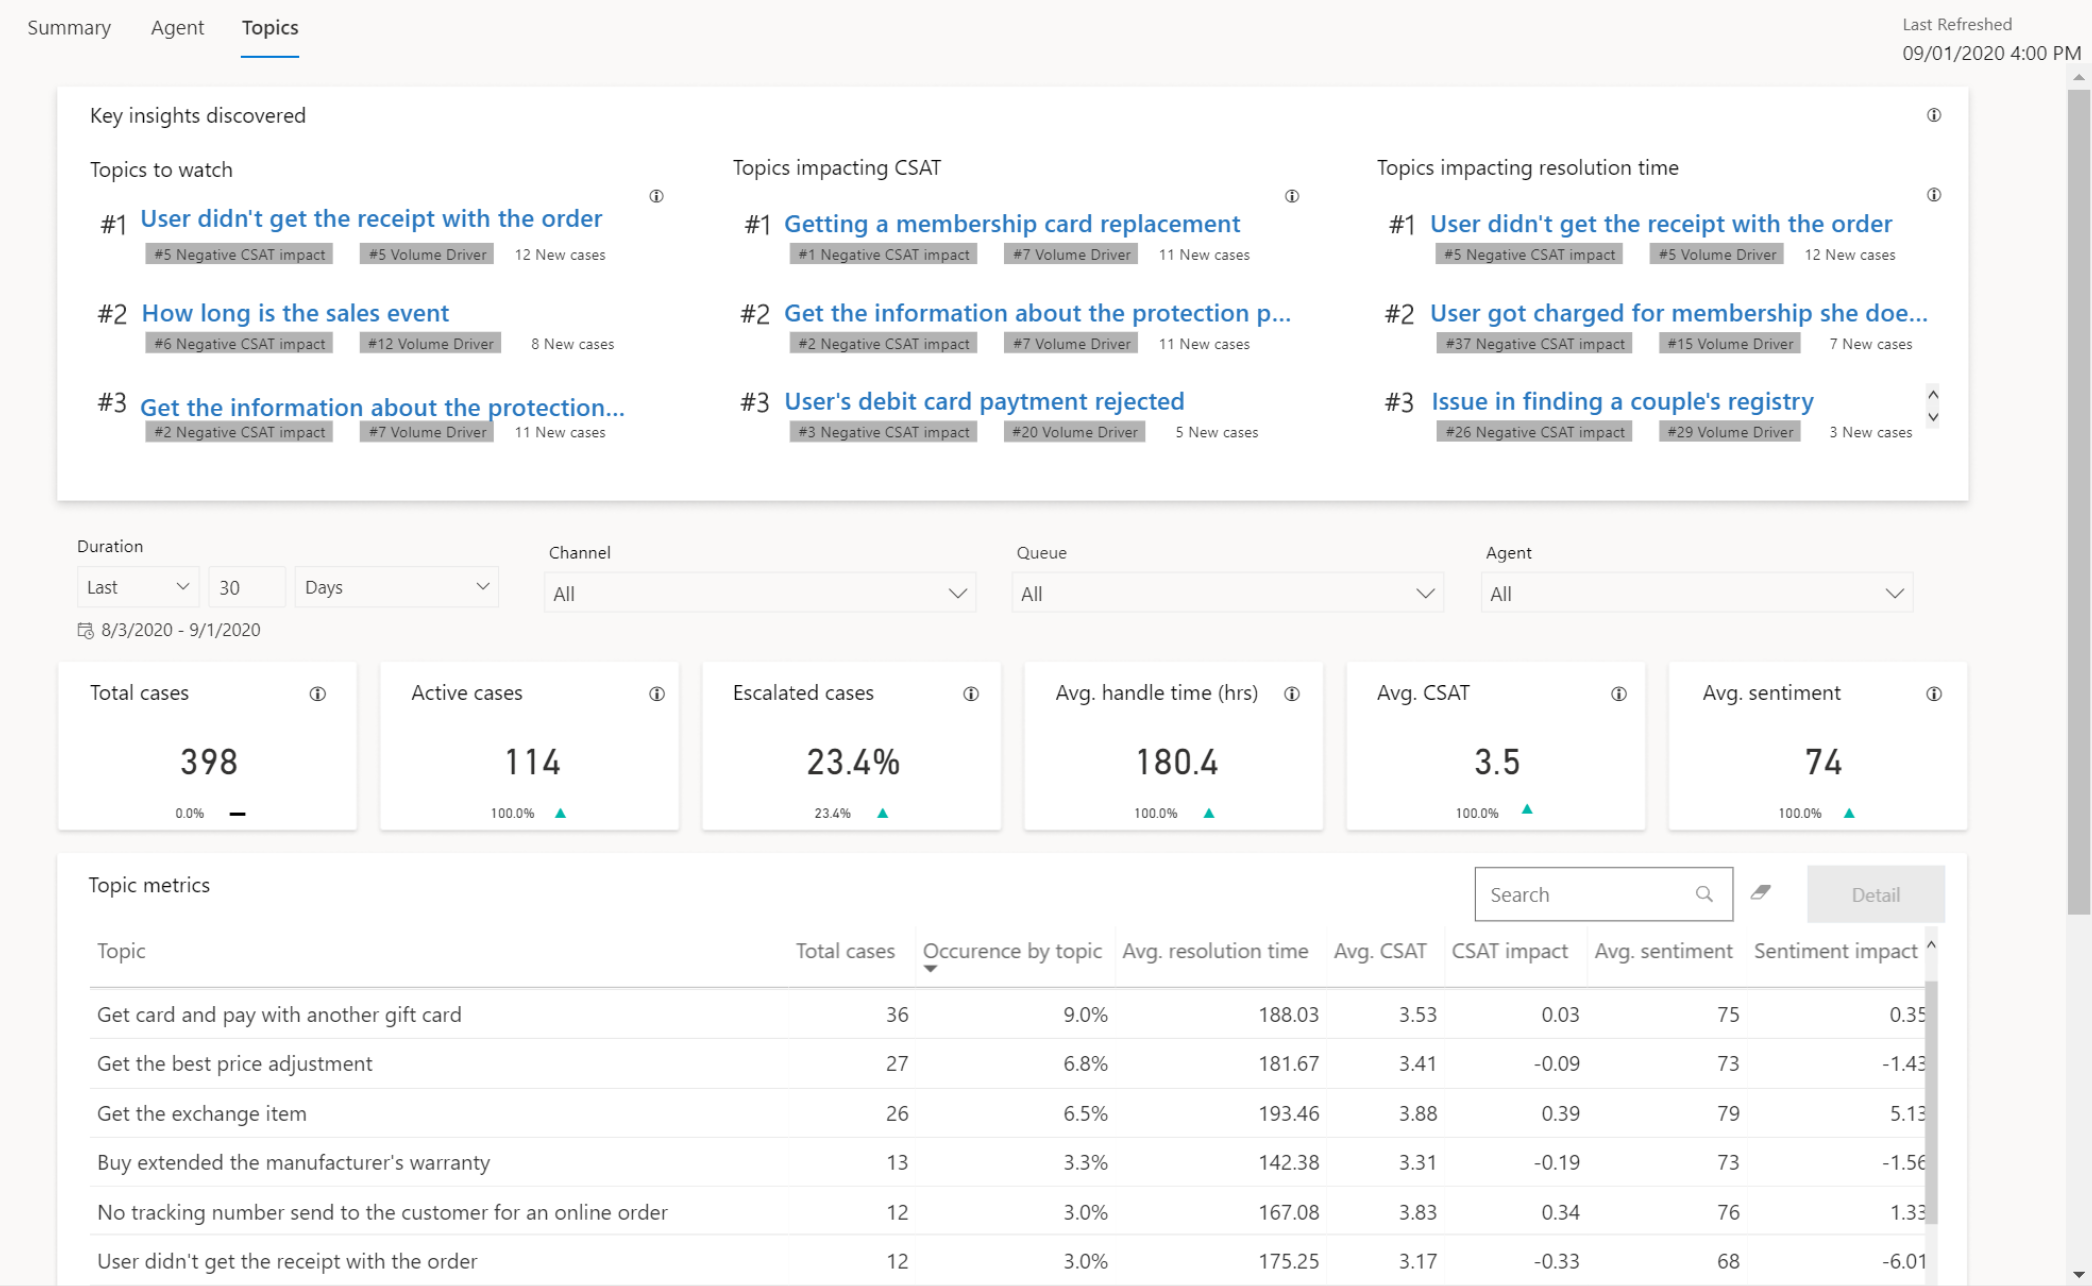 Summary Agent Topics
Last Refreshed
09/01/2020 4:00 PM
Key insights discovered
Topics to watch
#1 User didn't get the receipt with the order
#5 Negative CSAT impact #5 Volume Driver 12 New cases
#2 How long is the sales event
#6 Negative CSAT impact #12 Volume Driver 8 New cases
#3 Get the information about the protection...
#2 Negative CSAT impact #7 Volume Driver 11 New cases
Topics impacting CSAT
#1 Getting a membership card replacement
#1 Negative CSAT impact #7 Volume Driver 11 New cases
#2 Get the information about the protection p...
#2 Negative CSAT impact #7 Volume Driver 11 New cases
#3 User's debit card paytment rejected
#3 Negative CSAT impact #20 Volume Driver 5 New cases
Topics impacting resolution time
#1 User didn't get the receipt with the order
#5 Negative CSAT impact #5 Volume Driver 12 New cases
#2 User got charged for membership she doe...
#37 Negative CSAT impact #15 Volume Driver 7 New cases
#3 Issue in finding a couple's registry
#26 Negative CSAT impact #29 Volume Driver 3 New cases
Duration
Last 30 Days
8/3/2020 - 9/1/2020
Channel
All
Queue
All
Agent
All
Total cases
398
0.0%
Active cases
114
100.0%
Escalated cases
23.4%
23.4%
Avg. handle time (hrs)
180.4
100.0%
Avg. CSAT
3.5
100.0%
Avg. sentiment
74
100.0%
Topic metrics
Search
Detail
Topic Total cases Occurence by topic Avg. resolution time Avg. CSAT CSAT impact Avg. sentiment Sentiment impact
Get card and pay with another gift card 36 9.0% 188.03 3.53 0.03 75 0.35
Get the best price adjustment 27 6.8% 181.67 3.41 -0.09 73 -1.43
Get the exchange item 26 6.5% 193.46 3.88 0.39 79 5.13
Buy extended the manufacturer's warranty 13 3.3% 142.38 3.31 -0.19 73 -1.56
No tracking number send to the customer for an online order 12 3.0% 167.08 3.83 0.34 76 1.33
User didn't get the receipt with the order 12 3.0% 175.25 3.17 -0.33 68 -6.01